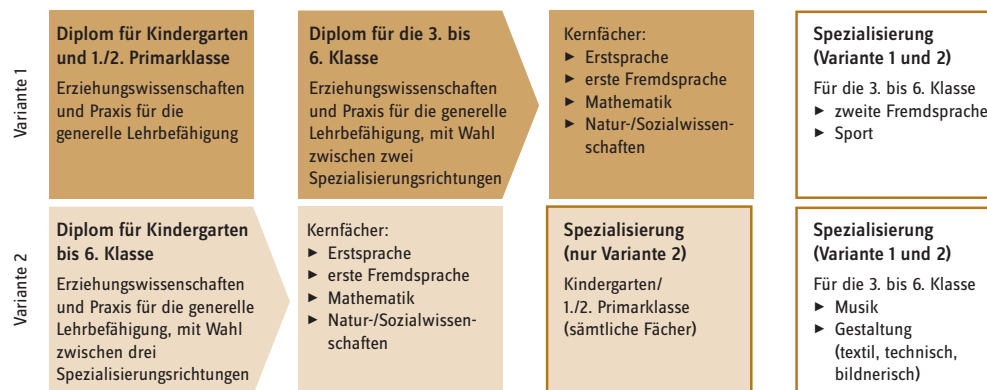 Variante 1
Diplom für Kindergarten
und 1./2. Primarklasse
Erziehungswissenschaften
und Praxis für die
generelle Lehrbefähigung
Diplom für die 3. bis
6. Klasse
Erziehungswissenschaften
und Praxis für die generelle
Lehrbefähigung, mit Wahl
zwischen zwei
Spezialisierungsrichtungen
Kernfächer:
► Erstsprache
► erste Fremdsprache
► Mathematik
► Natur-/Sozialwissen-
schaften
Spezialisierung
(Variante 1 und 2)
Für die 3. bis 6. Klasse
► zweite Fremdsprache
► Sport
Variante 2
Diplom für Kindergarten
bis 6. Klasse
Erziehungswissenschaften
und Praxis für die generelle
Lehrbefähigung, mit Wahl
zwischen drei
Spezialisierungsrichtungen
Kernfächer:
► Erstsprache
► erste Fremdsprache
► Mathematik
► Natur-/Sozialwissen-
schaften
Spezialisierung
(nur Variante 2)
Kindergarten/
1./2. Primarklasse
(sämtliche Fächer)
Spezialisierung
(Variante 1 und 2)
Für die 3. bis 6. Klasse
► Musik
► Gestaltung
(textil, technisch,
bildnerisch)